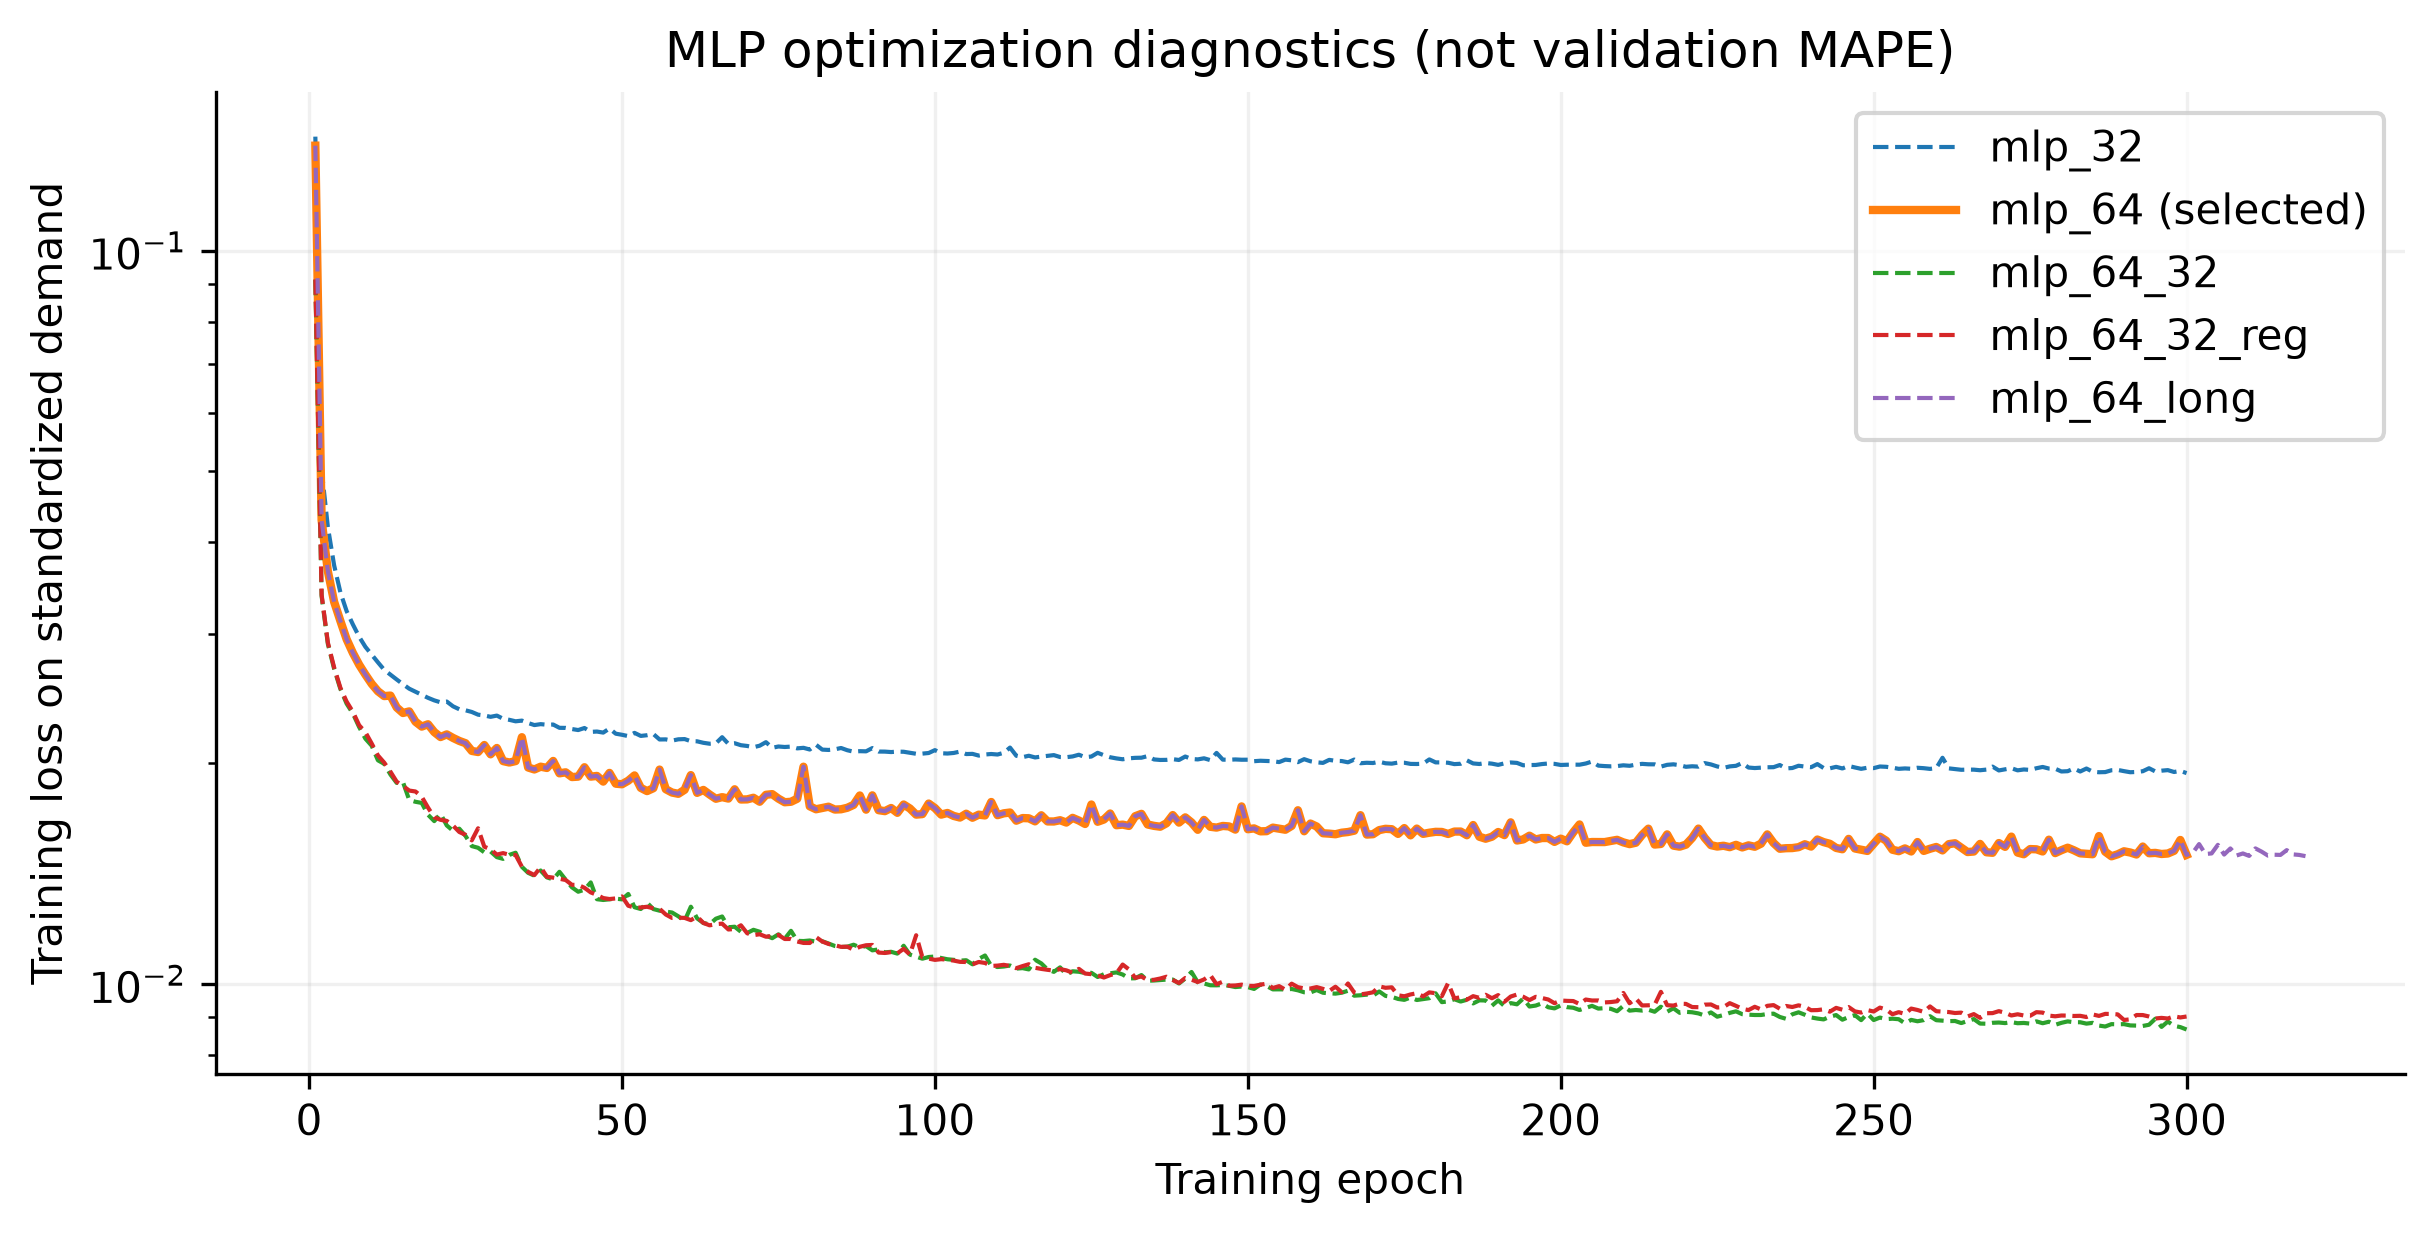 MLP optimization diagnostics (not validation MAPE)
Training loss on standardized demand
10⁻¹
10⁻²
mlp_32
mlp_64 (selected)
mlp_64_32
mlp_64_32_reg
mlp_64_long
0 50 100 150 200 250 300
Training epoch